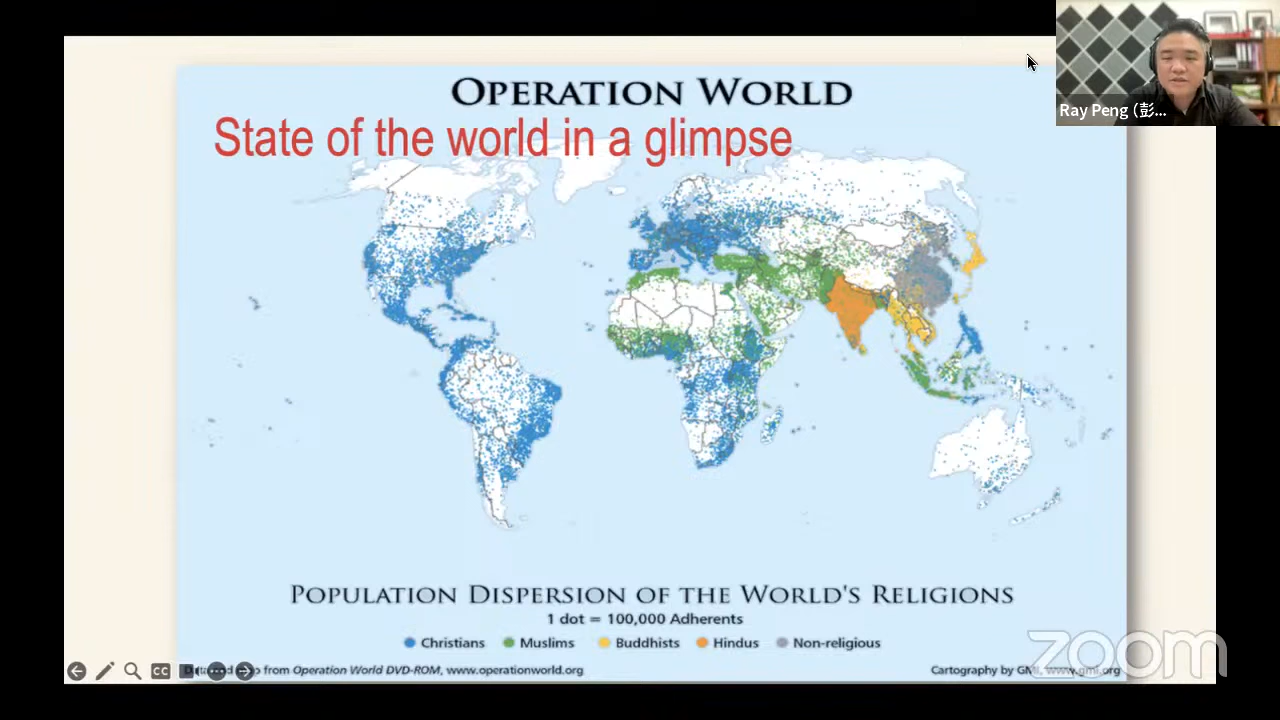 OPERATION WORLD
State of the world in a glimpse
Ray Peng (彭...
POPULATION DISPERSION OF THE WORLD'S RELIGIONS
1 dot = 100,000 Adherents
Christians Muslims Buddhists Hindus Non-religious
from Operation World DVD-ROM, www.operationworld.org
Cartography by GMI, www.gmi.org
CC
zoom